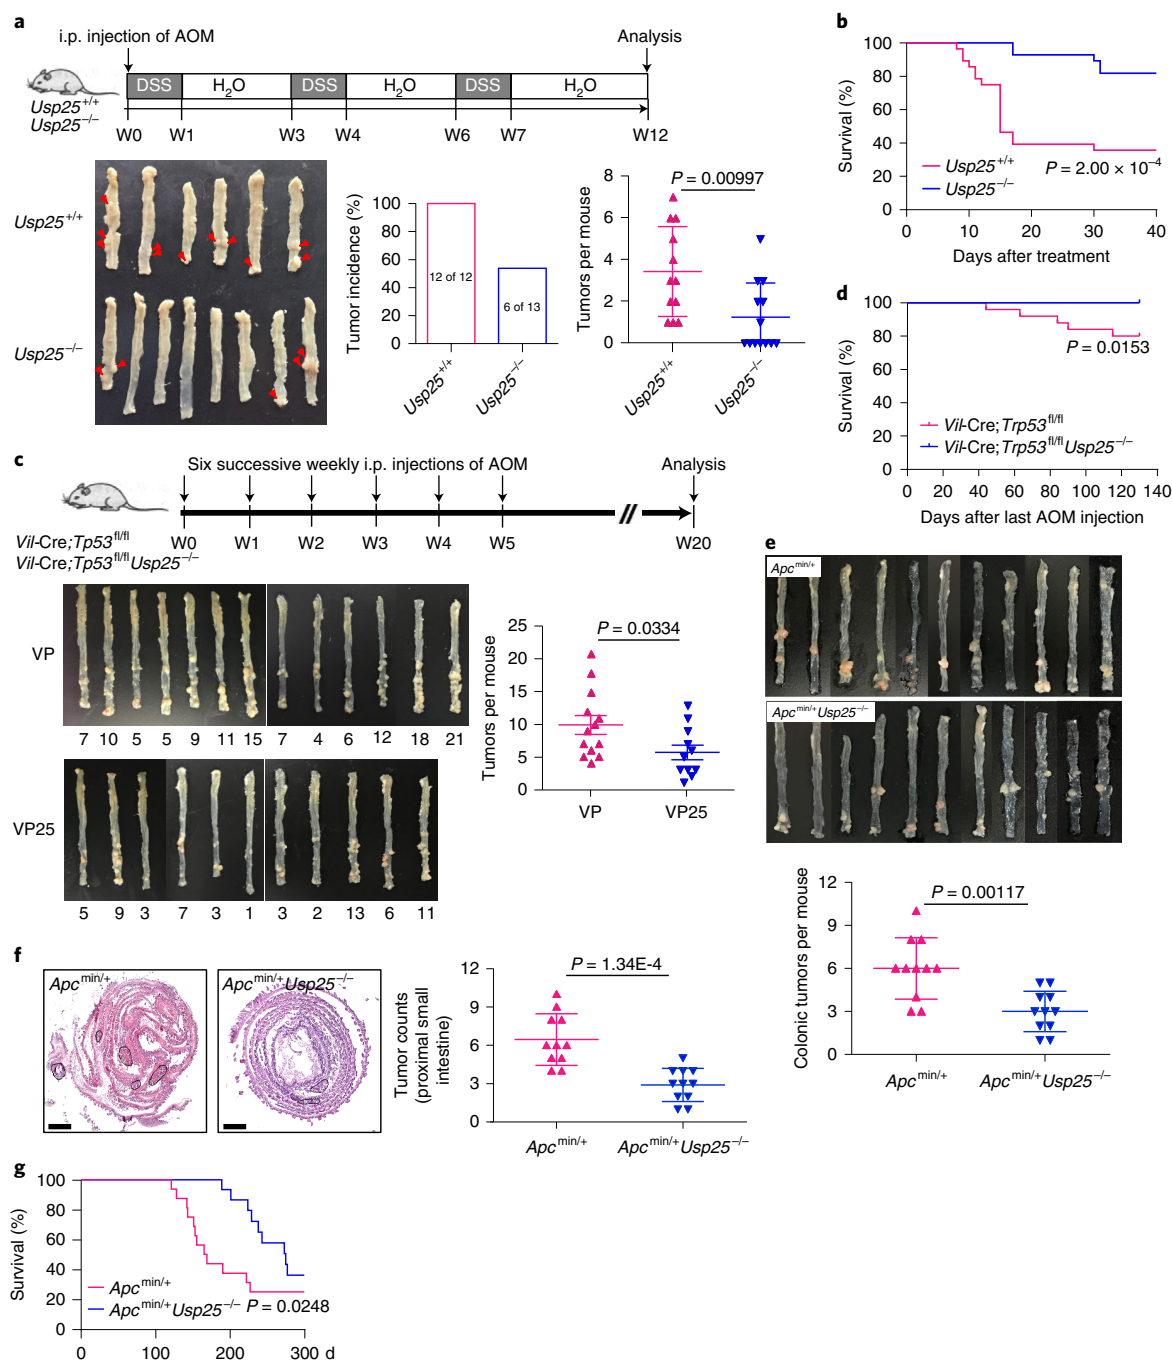 a
i.p. injection of AOM
Analysis
DSS H2O DSS H2O DSS H2O
Usp25+/+
Usp25−/−
W0 W1 W3 W4 W6 W7 W12
Usp25+/+
Usp25−/−
Tumor incidence (%)
100
80
60
40
20
0
12 of 12
6 of 13
Usp25+/+
Usp25−/−
Tumors per mouse
P = 0.00997
8
6
4
2
0
Usp25+/+
Usp25−/−
b
Survival (%)
100
80
60
40
20
0
Usp25+/+
Usp25−/−
P = 2.00 × 10−4
0 10 20 30 40
Days after treatment
d
Survival (%)
100
80
60
40
20
0
P = 0.0153
Vil-Cre;Trp53fl/fl
Vil-Cre;Trp53fl/flUsp25−/−
0 20 40 60 80 100 120 140
Days after last AOM injection
c
Six successive weekly i.p. injections of AOM
Analysis
Vil-Cre;Tp53fl/fl
Vil-Cre;Tp53fl/flUsp25−/−
W0 W1 W2 W3 W4 W5 W20
VP
7 10 5 5 9 11 15 7 4 6 12 18 21
VP25
5 9 3 7 3 1 3 2 13 6 11
Tumors per mouse
P = 0.0334
25
20
15
10
5
0
VP VP25
e
Apcmin/+
Apcmin/+Usp25−/−
Colonic tumors per mouse
P = 0.00117
12
9
6
3
0
Apcmin/+ Apcmin/+Usp25−/−
f
Apcmin/+
Apcmin/+Usp25−/−
Tumor counts
(proximal small
intestine)
P = 1.34E-4
12
9
6
3
0
Apcmin/+ Apcmin/+Usp25−/−
g
Survival (%)
100
80
60
40
20
0
Apcmin/+
Apcmin/+Usp25−/− P = 0.0248
0 100 200 300 d